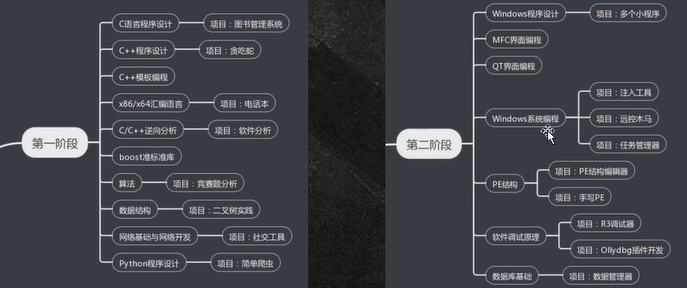 第一阶段
C语言程序设计
项目：图书管理系统
C++程序设计
项目：贪吃蛇
C++模板编程
x86/x64汇编语言
项目：电话本
C/C++逆向分析
项目：软件分析
boost准标准库
算法
项目：竞赛题分析
数据结构
项目：二叉树实践
网络基础与网络开发
项目：社交工具
Python程序设计
项目：简单爬虫
第二阶段
Windows程序设计
项目：多个小程序
MFC界面编程
QT界面编程
Windows系统编程
项目：注入工具
项目：远控木马
项目：任务管理器
PE结构
项目：PE结构编辑器
项目：手写PE
软件调试原理
项目：R3调试器
项目：Ollydbg插件开发
数据库基础
项目：数据管理器